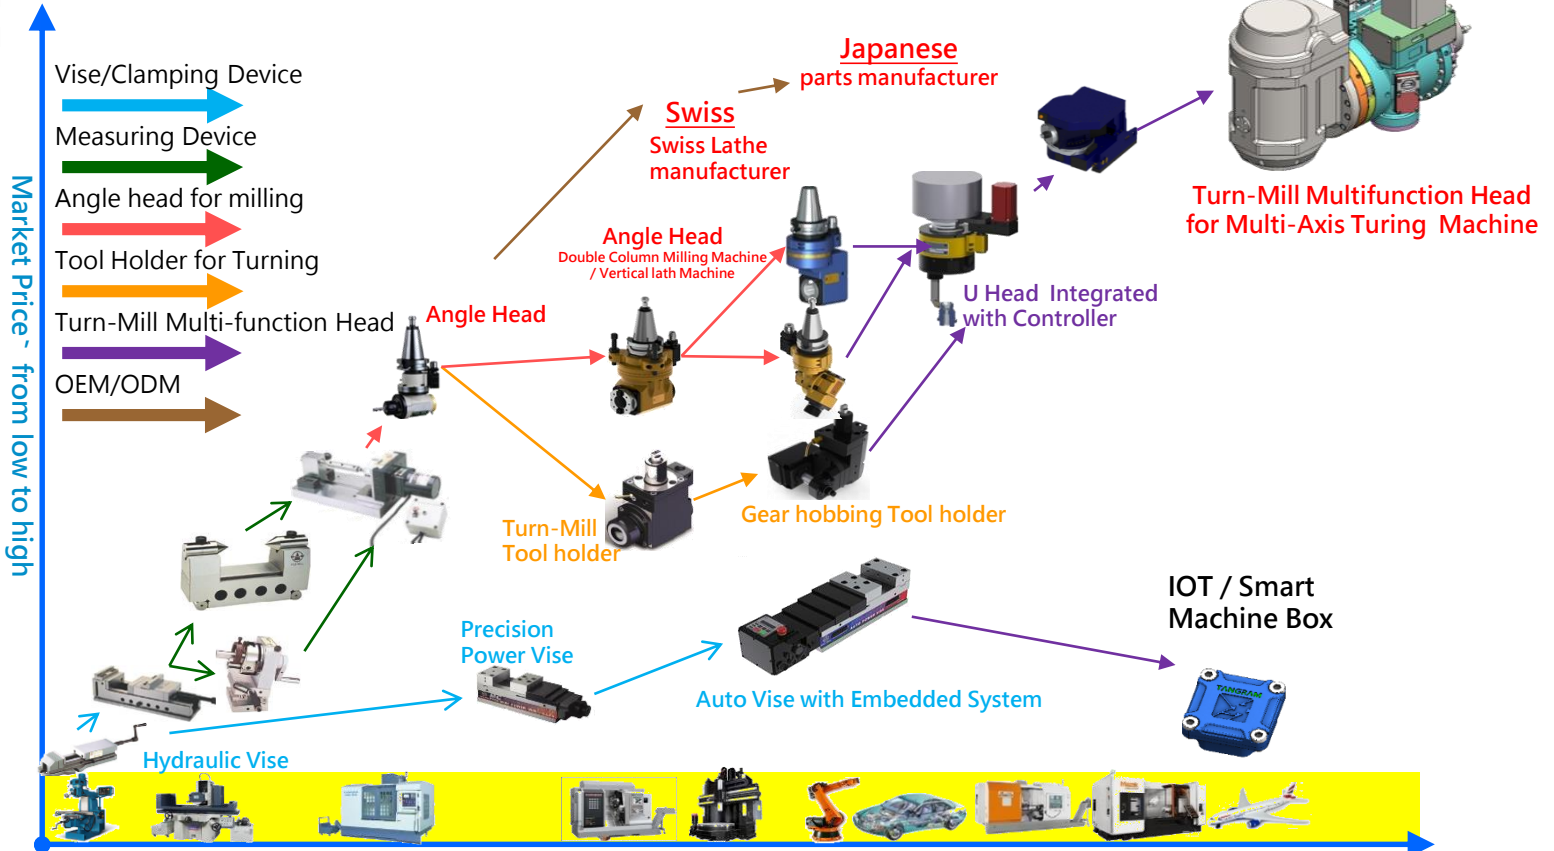 Vise/Clamping Device
Measuring Device
Angle head for milling
Tool Holder for Turning
Turn-Mill Multi-function Head
OEM/ODM
Market Price~ from low to high
Japanese
parts manufacturer
Swiss
Swiss Lathe
manufacturer
Turn-Mill Multifunction Head
for Multi-Axis Turing Machine
Angle Head
Double Column Milling Machine
/ Vertical lath Machine
Angle Head
U Head Integrated
with Controller
Turn-Mill
Tool holder
Gear hobbing Tool holder
IOT / Smart
Machine Box
Precision
Power Vise
Auto Vise with Embedded System
TANGRAM
Hydraulic Vise